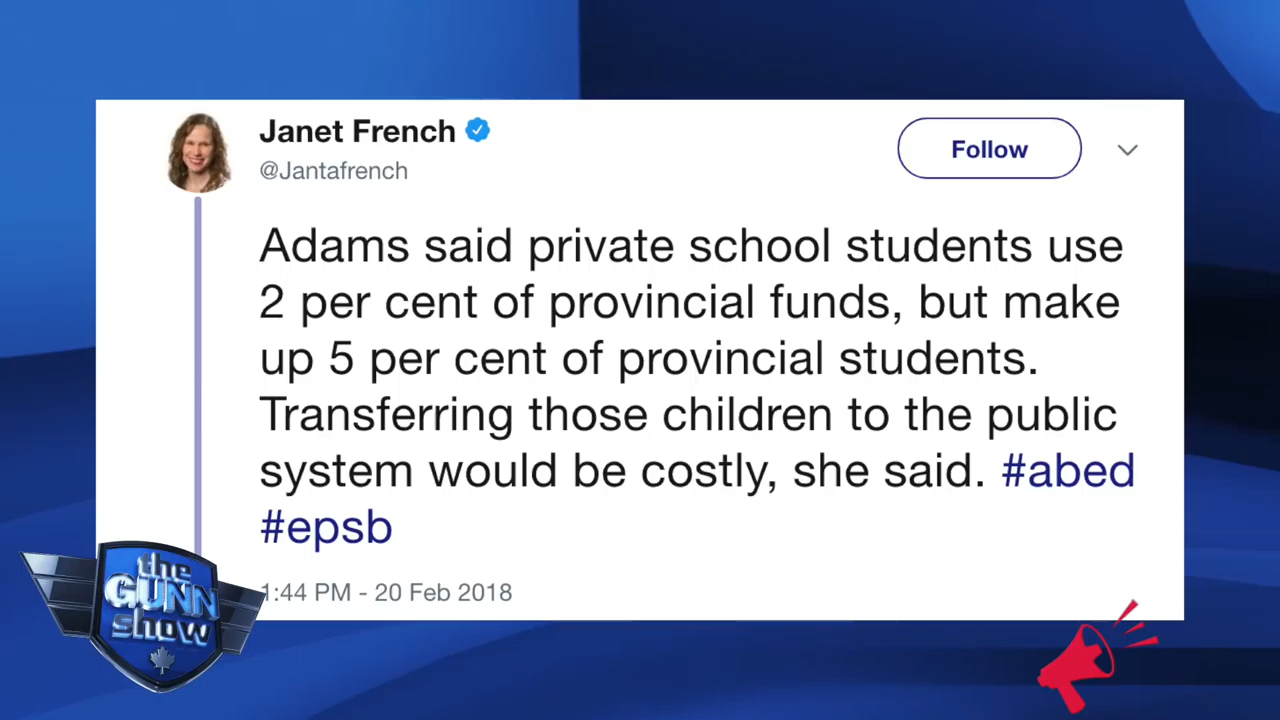 Janet French
@Jantafrench
Follow
Adams said private school students use
2 per cent of provincial funds, but make
up 5 per cent of provincial students.
Transferring those children to the public
system would be costly, she said. #abed
#epsb
1:44 PM - 20 Feb 2018
the
GUNN
show